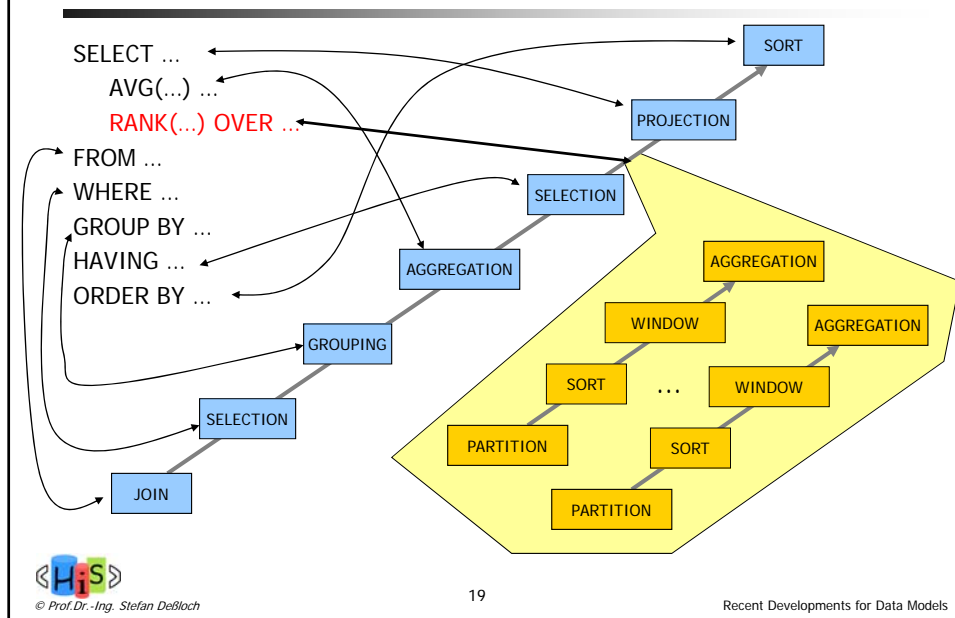 SELECT ...
AVG(...) ...
RANK(...) OVER ...
FROM ...
WHERE ...
GROUP BY ...
HAVING ...
ORDER BY ...
SORT
PROJECTION
SELECTION
AGGREGATION
GROUPING
SELECTION
JOIN
AGGREGATION
WINDOW
SORT
PARTITION
...
AGGREGATION
WINDOW
SORT
PARTITION
HiS
© Prof.Dr.-Ing. Stefan Deßloch
19
Recent Developments for Data Models